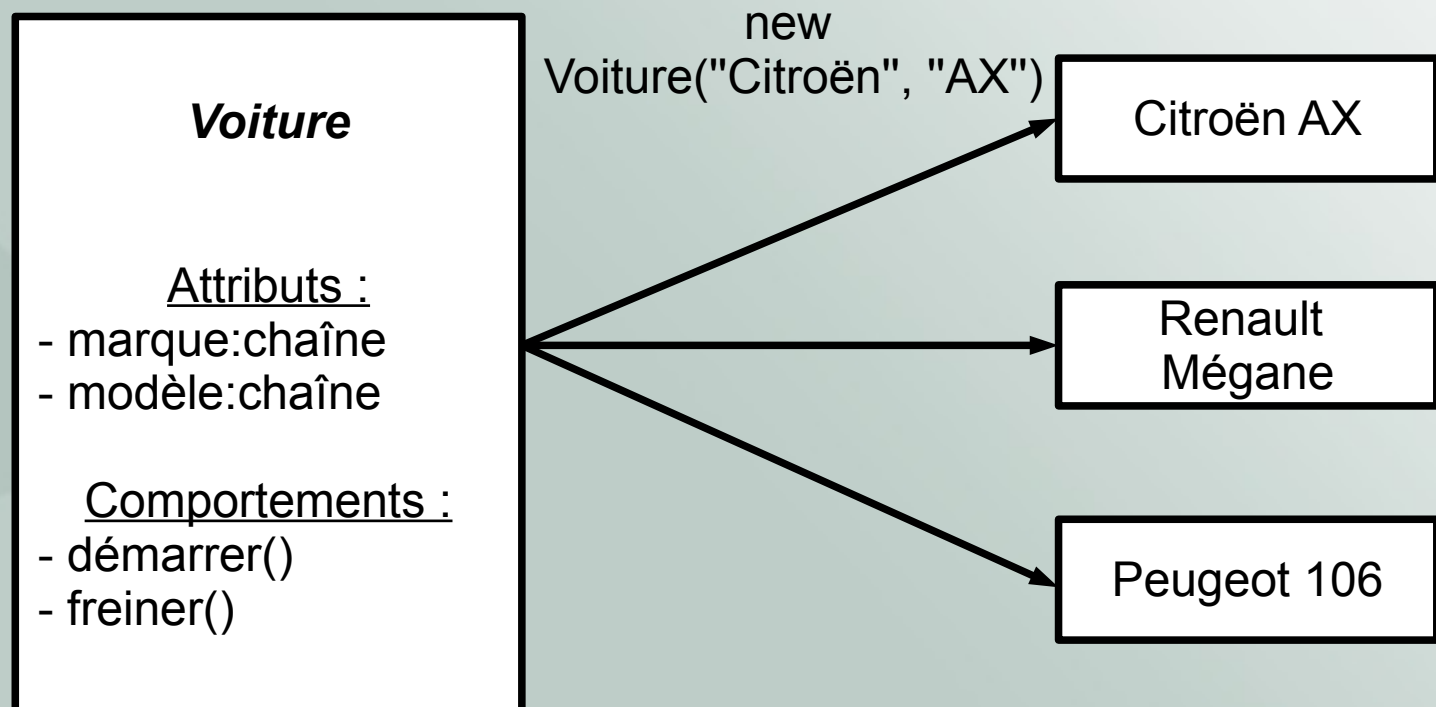 Voiture
Attributs :
- marque:chaîne
- modèle:chaîne
Comportements :
- démarrer()
- freiner()
new
Voiture("Citroën", "AX")
Citroën AX
Renault
Mégane
Peugeot 106